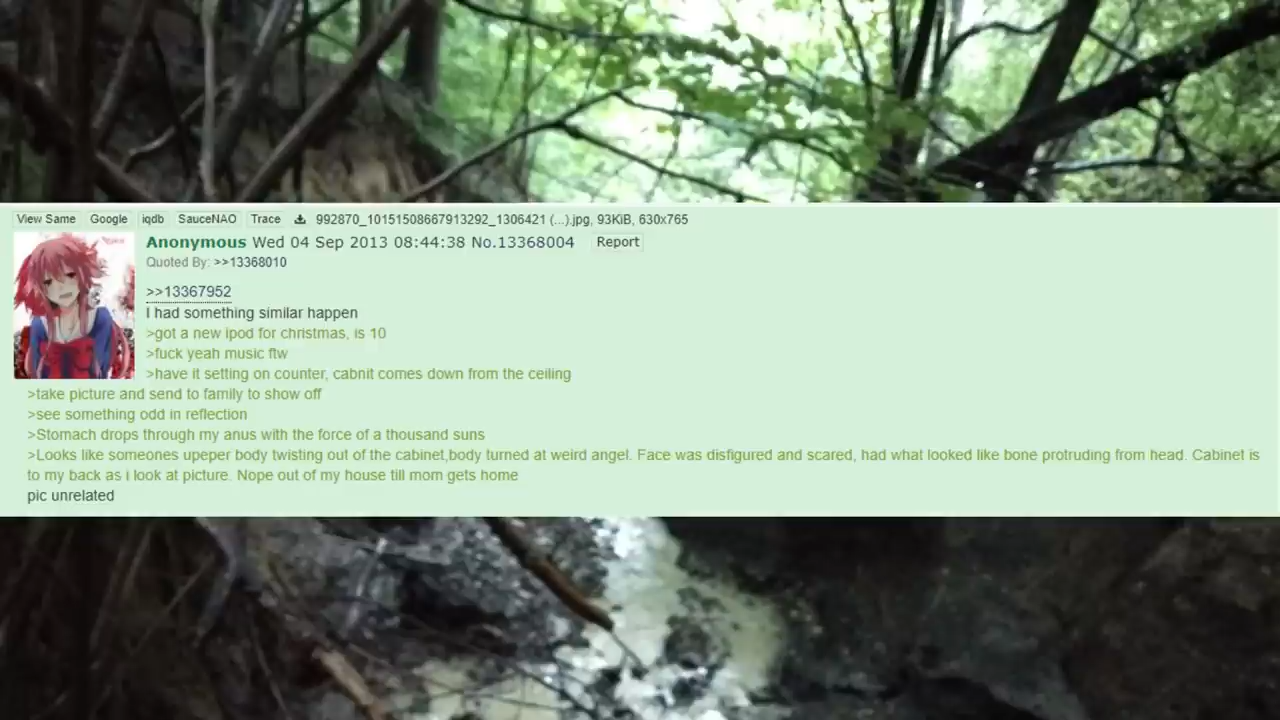 View Same Google iqdb SauceNAO Trace 992870_10151508667913292_1306421 (...).jpg, 93KiB, 630x765
Anonymous Wed 04 Sep 2013 08:44:38 No.13368004 Report
Quoted By: >>13368010
>>13367952
I had something similar happen
>got a new ipod for christmas, is 10
>fuck yeah music ftw
>have it setting on counter, cabnit comes down from the ceiling
>take picture and send to family to show off
>see something odd in reflection
>Stomach drops through my anus with the force of a thousand suns
>Looks like someones upeper body twisting out of the cabinet,body turned at weird angel. Face was disfigured and scared, had what looked like bone protruding from head. Cabinet is
to my back as i look at picture. Nope out of my house till mom gets home
pic unrelated